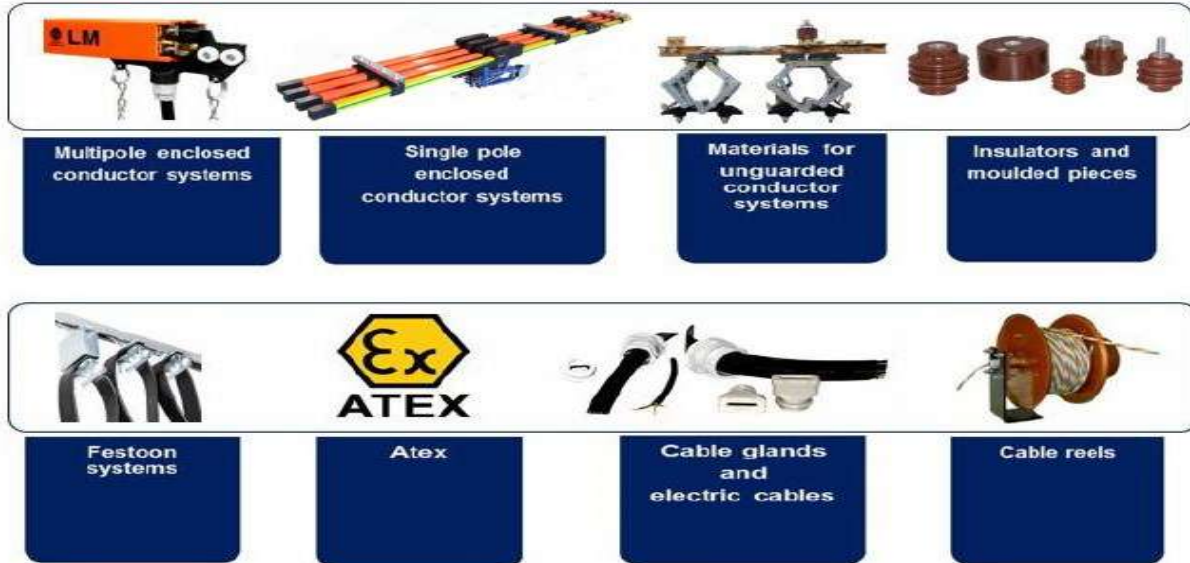 LM
Multipole enclosed
conductor systems
Single pole
enclosed
conductor systems
Materials for
unguarded
conductor
systems
Insulators and
moulded pieces
Ex
ATEX
Festoon
systems
Atex
Cable glands
and
electric cables
Cable reels